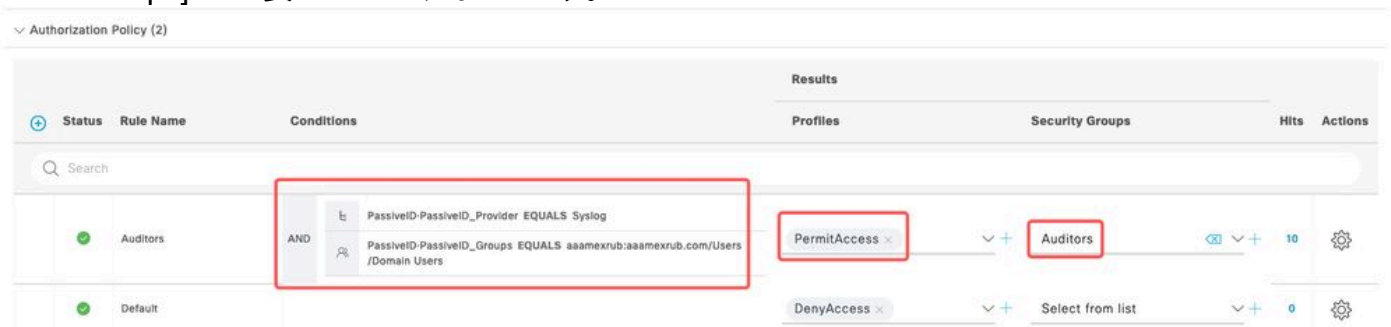 Authorization Policy (2)
Results
Status Rule Name Conditions Profiles Security Groups Hits Actions
Search
Auditors AND PassiveID·PassiveID_Provider EQUALS Syslog PermitAccess Auditors 10
PassiveID·PassiveID_Groups EQUALS aaamexrub:aaamexrub.com/Users
/Domain Users
Default DenyAccess Select from list 0